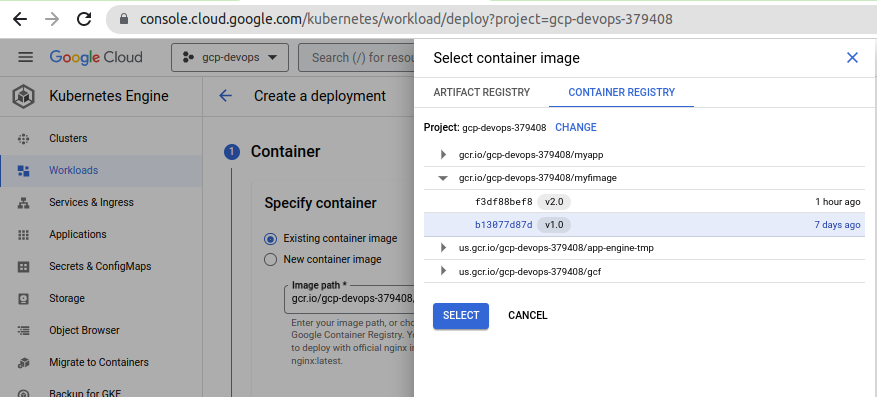 console.cloud.google.com/kubernetes/workload/deploy?project=gcp-devops-379408
Google Cloud
gcp-devops
Search (/) for resou
Kubernetes Engine
Clusters
Workloads
Services & Ingress
Applications
Secrets & ConfigMaps
Storage
Object Browser
Migrate to Containers
Backup for GKE
Create a deployment
1 Container
Specify container
Existing container image
New container image
Image path *
gcr.io/gcp-devops-379408/
Enter your image path, or cho
Google Container Registry. Yo
to deploy with official nginx im
nginx:latest.
Select container image
ARTIFACT REGISTRY
CONTAINER REGISTRY
Project: gcp-devops-379408 CHANGE
gcr.io/gcp-devops-379408/myapp
gcr.io/gcp-devops-379408/myfimage
f3df88bef8 v2.0 1 hour ago
b13077d87d v1.0 7 days ago
us.gcr.io/gcp-devops-379408/app-engine-tmp
us.gcr.io/gcp-devops-379408/gcf
SELECT
CANCEL